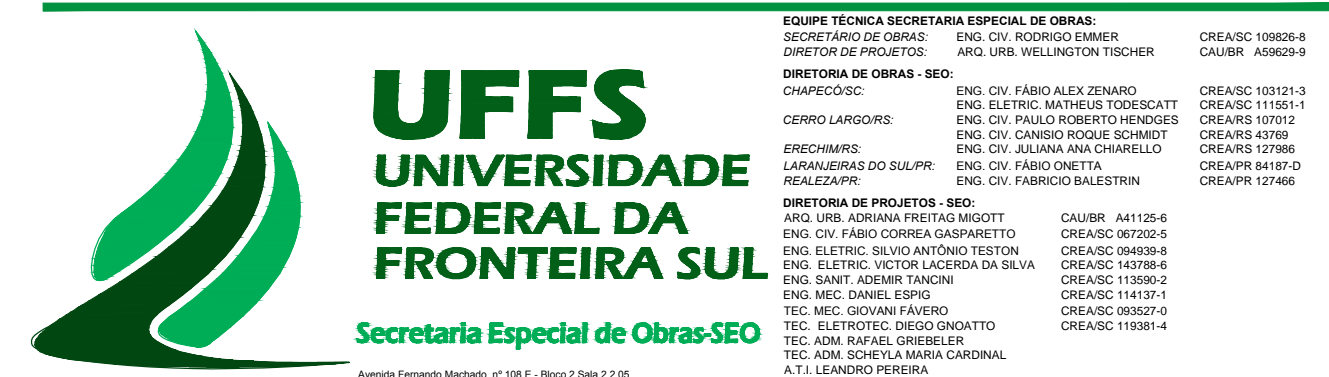 UFFS
UNIVERSIDADE
FEDERAL DA
FRONTEIRA SUL
Secretaria Especial de Obras-SEO
Avenida Fernando Machado, nº 108 E - Bloco 2 Sala 2.2.05
EQUIPE TÉCNICA SECRETARIA ESPECIAL DE OBRAS:
SECRETÁRIO DE OBRAS: ENG. CIV. RODRIGO EMMER CREA/SC 109826-8
DIRETOR DE PROJETOS: ARQ. URB. WELLINGTON TISCHER CAU/BR A59629-9
DIRETORIA DE OBRAS - SEO:
CHAPECÓ/SC: ENG. CIV. FÁBIO ALEX ZENARO CREA/SC 103121-3
ENG. ELETRIC. MATHEUS TODESCATT CREA/SC 111551-1
CERRO LARGO/RS: ENG. CIV. PAULO ROBERTO HENDGES CREA/RS 107012
ENG. CIV. CANISIO ROQUE SCHMIDT CREA/RS 43769
ERECHIM/RS: ENG. CIV. JULIANA ANA CHIARELLO CREA/RS 127986
LARANJEIRAS DO SUL/PR: ENG. CIV. FÁBIO ONETTA CREA/PR 84187-D
REALEZA/PR: ENG. CIV. FABRICIO BALESTRIN CREA/PR 127466
DIRETORIA DE PROJETOS - SEO:
ARQ. URB. ADRIANA FREITAG MIGOTT CAU/BR A41125-6
ENG. CIV. FÁBIO CORREA GASPARETTO CREA/SC 067202-5
ENG. ELETRIC. SILVIO ANTÔNIO TESTON CREA/SC 094939-8
ENG. ELETRIC. VICTOR LACERDA DA SILVA CREA/SC 143788-6
ENG. SANIT. ADEMIR TANCINI CREA/SC 113590-2
ENG. MEC. DANIEL ESPIG CREA/SC 114137-1
TEC. MEC. GIOVANI FÁVERO CREA/SC 093527-0
TEC. ELETROTEC. DIEGO GNOATTO CREA/SC 119381-4
TEC. ADM. RAFAEL GRIEBELER
TEC. ADM. SCHEYLA MARIA CARDINAL
A.T.I. LEANDRO PEREIRA